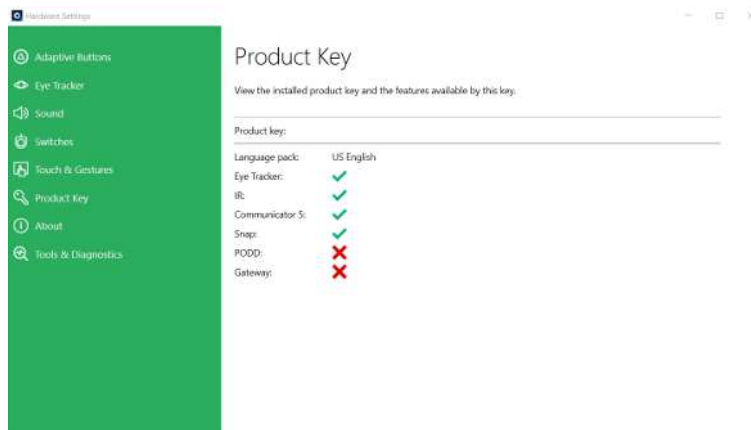 Hardware Settings
Adaptive Buttons
Eye Tracker
Sound
Switches
Touch & Gestures
Product Key
About
Tools & Diagnostics
Product Key
View the installed product key and the features available by this key.
Product key:
Language pack: US English
Eye Tracker:
IR:
Communicator 5:
Snap:
PODD:
Gateway: